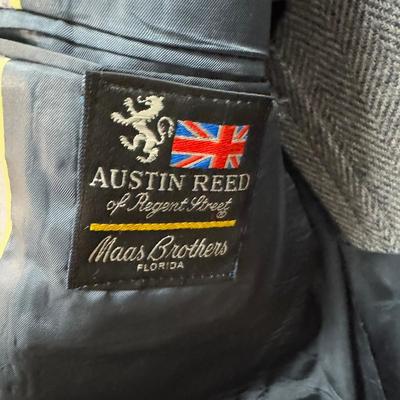 AUSTIN REED
of Regent Street
Maas Brothers
FLORIDA